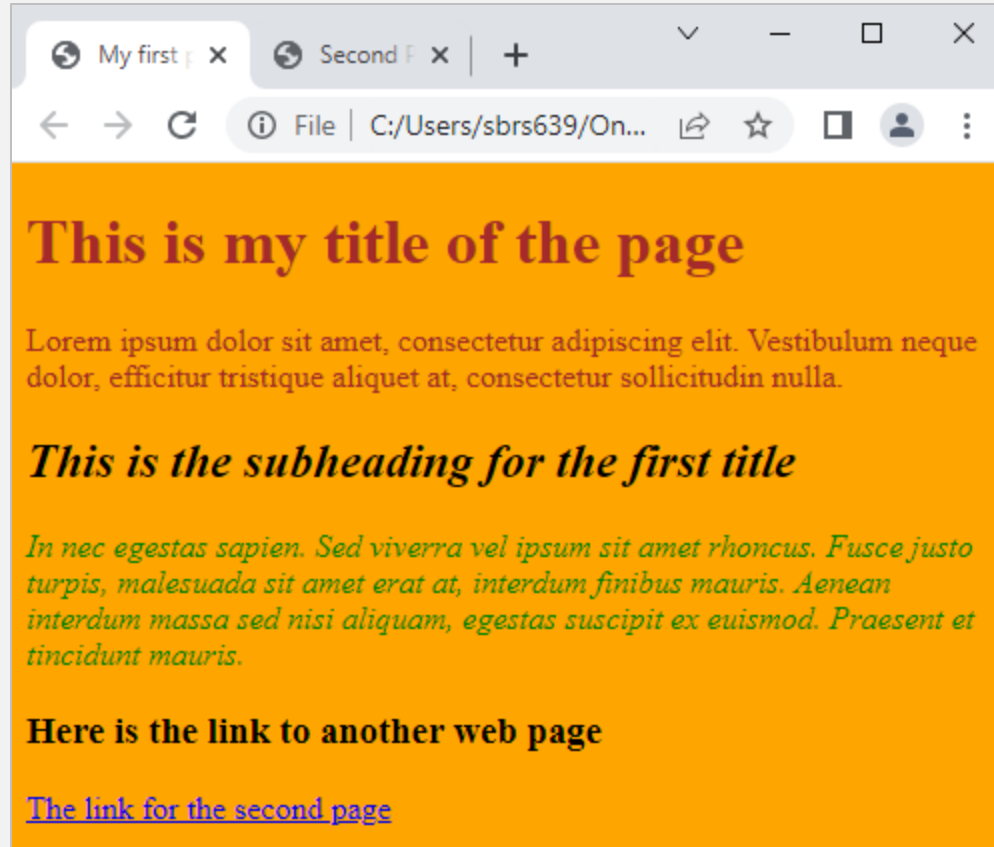 My first
Second
File
C:/Users/sbrs639/On...
This is my title of the page
Lorem ipsum dolor sit amet, consectetur adipiscing elit. Vestibulum neque
dolor, efficitur tristique aliquet at, consectetur sollicitudin nulla.
This is the subheading for the first title
In nec egestas sapien. Sed viverra vel ipsum sit amet rhoncus. Fusce justo
turpis, malesuada sit amet erat at, interdum finibus mauris. Aenean
interdum massa sed nisi aliquam, egestas suscipit ex euismod. Praesent et
tincidunt mauris.
Here is the link to another web page
The link for the second page